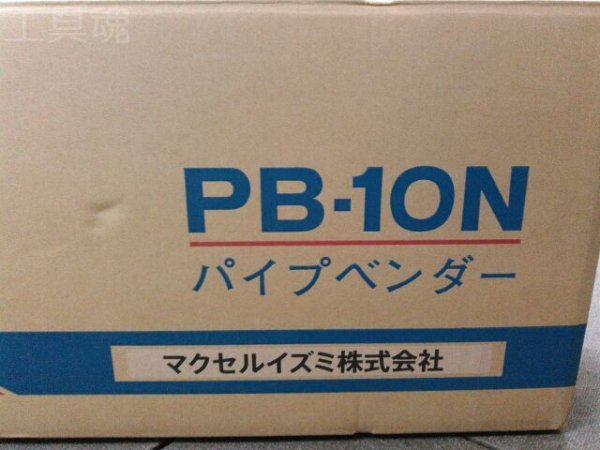 工具魂
PB-10N
パイプベンダー
マクセルイズミ株式会社